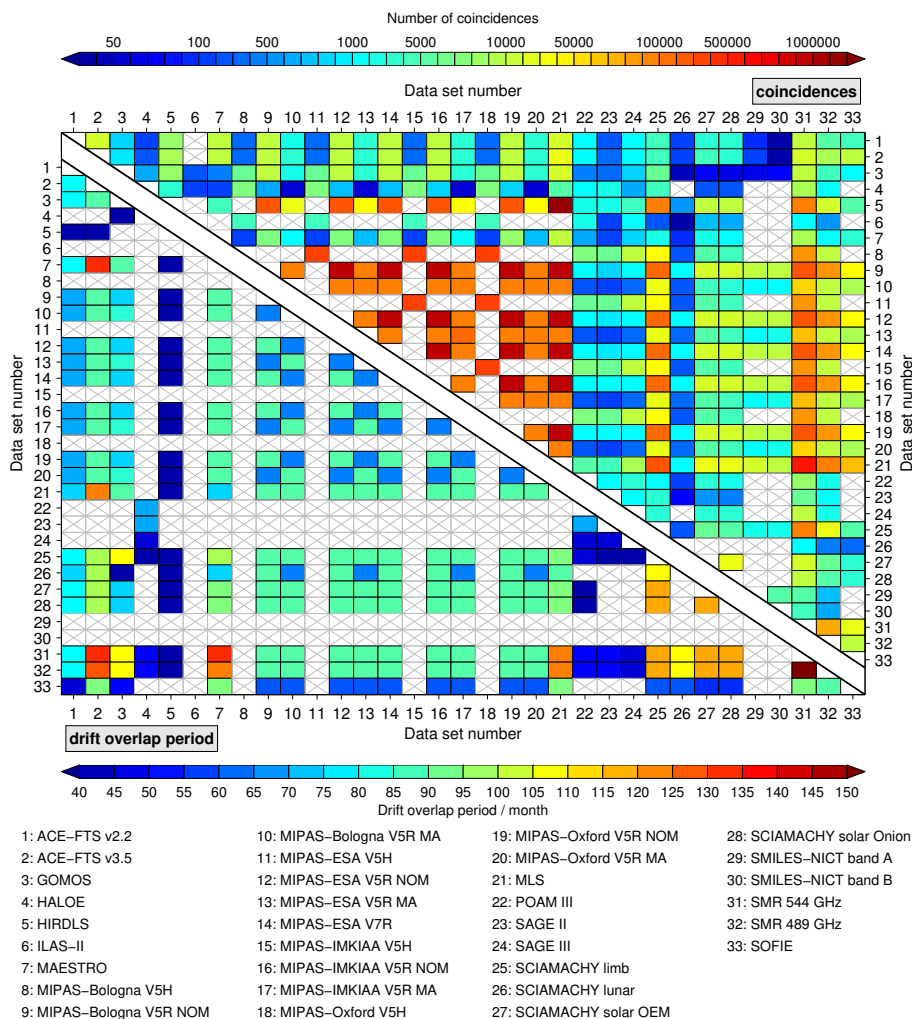 Number of coincidences
50 100 500 1000 5000 10000 50000 100000 500000 1000000
Data set number
coincidences
1 2 3 4 5 6 7 8 9 10 11 12 13 14 15 16 17 18 19 20 21 22 23 24 25 26 27 28 29 30 31 32 33
Data set number
1
2
3
4
5
6
7
8
9
10
11
12
13
14
15
16
17
18
19
20
21
22
23
24
25
26
27
28
29
30
31
32
33
Data set number
1
2
3
4
5
6
7
8
9
10
11
12
13
14
15
16
17
18
19
20
21
22
23
24
25
26
27
28
29
30
31
32
33
1 2 3 4 5 6 7 8 9 10 11 12 13 14 15 16 17 18 19 20 21 22 23 24 25 26 27 28 29 30 31 32 33
drift overlap period
Data set number
40 45 50 55 60 65 70 75 80 85 90 95 100 105 110 115 120 125 130 135 140 145 150
Drift overlap period / month
1: ACE−FTS v2.2
2: ACE−FTS v3.5
3: GOMOS
4: HALOE
5: HIRDLS
6: ILAS−II
7: MAESTRO
8: MIPAS−Bologna V5H
9: MIPAS−Bologna V5R NOM
10: MIPAS−Bologna V5R MA
11: MIPAS−ESA V5H
12: MIPAS−ESA V5R NOM
13: MIPAS−ESA V5R MA
14: MIPAS−ESA V7R
15: MIPAS−IMKIAA V5H
16: MIPAS−IMKIAA V5R NOM
17: MIPAS−IMKIAA V5R MA
18: MIPAS−Oxford V5H
19: MIPAS−Oxford V5R NOM
20: MIPAS−Oxford V5R MA
21: MLS
22: POAM III
23: SAGE II
24: SAGE III
25: SCIAMACHY limb
26: SCIAMACHY lunar
27: SCIAMACHY solar OEM
28: SCIAMACHY solar Onion
29: SMILES−NICT band A
30: SMILES−NICT band B
31: SMR 544 GHz
32: SMR 489 GHz
33: SOFIE